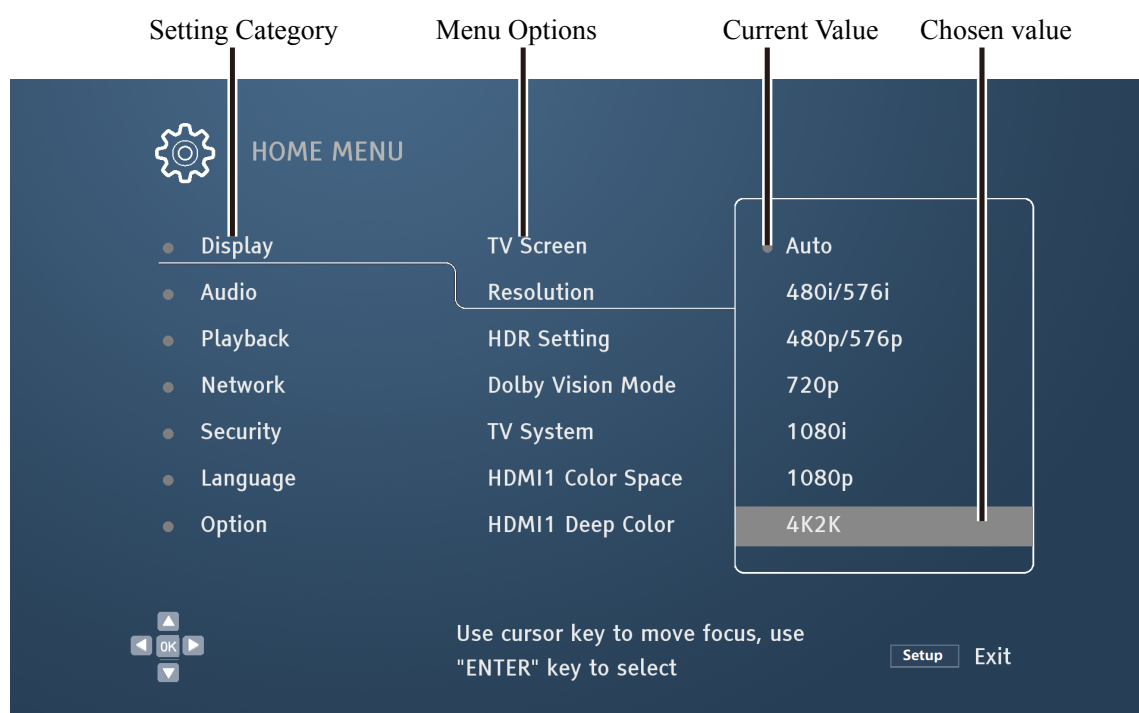 Setting Category Menu Options Current Value Chosen value
HOME MENU
Display TV Screen Auto
Audio Resolution 480i/576i
Playback HDR Setting 480p/576p
Network Dolby Vision Mode 720p
Security TV System 1080i
Language HDMI1 Color Space 1080p
Option HDMI1 Deep Color 4K2K
OK
Use cursor key to move focus, use
"ENTER" key to select
Setup Exit